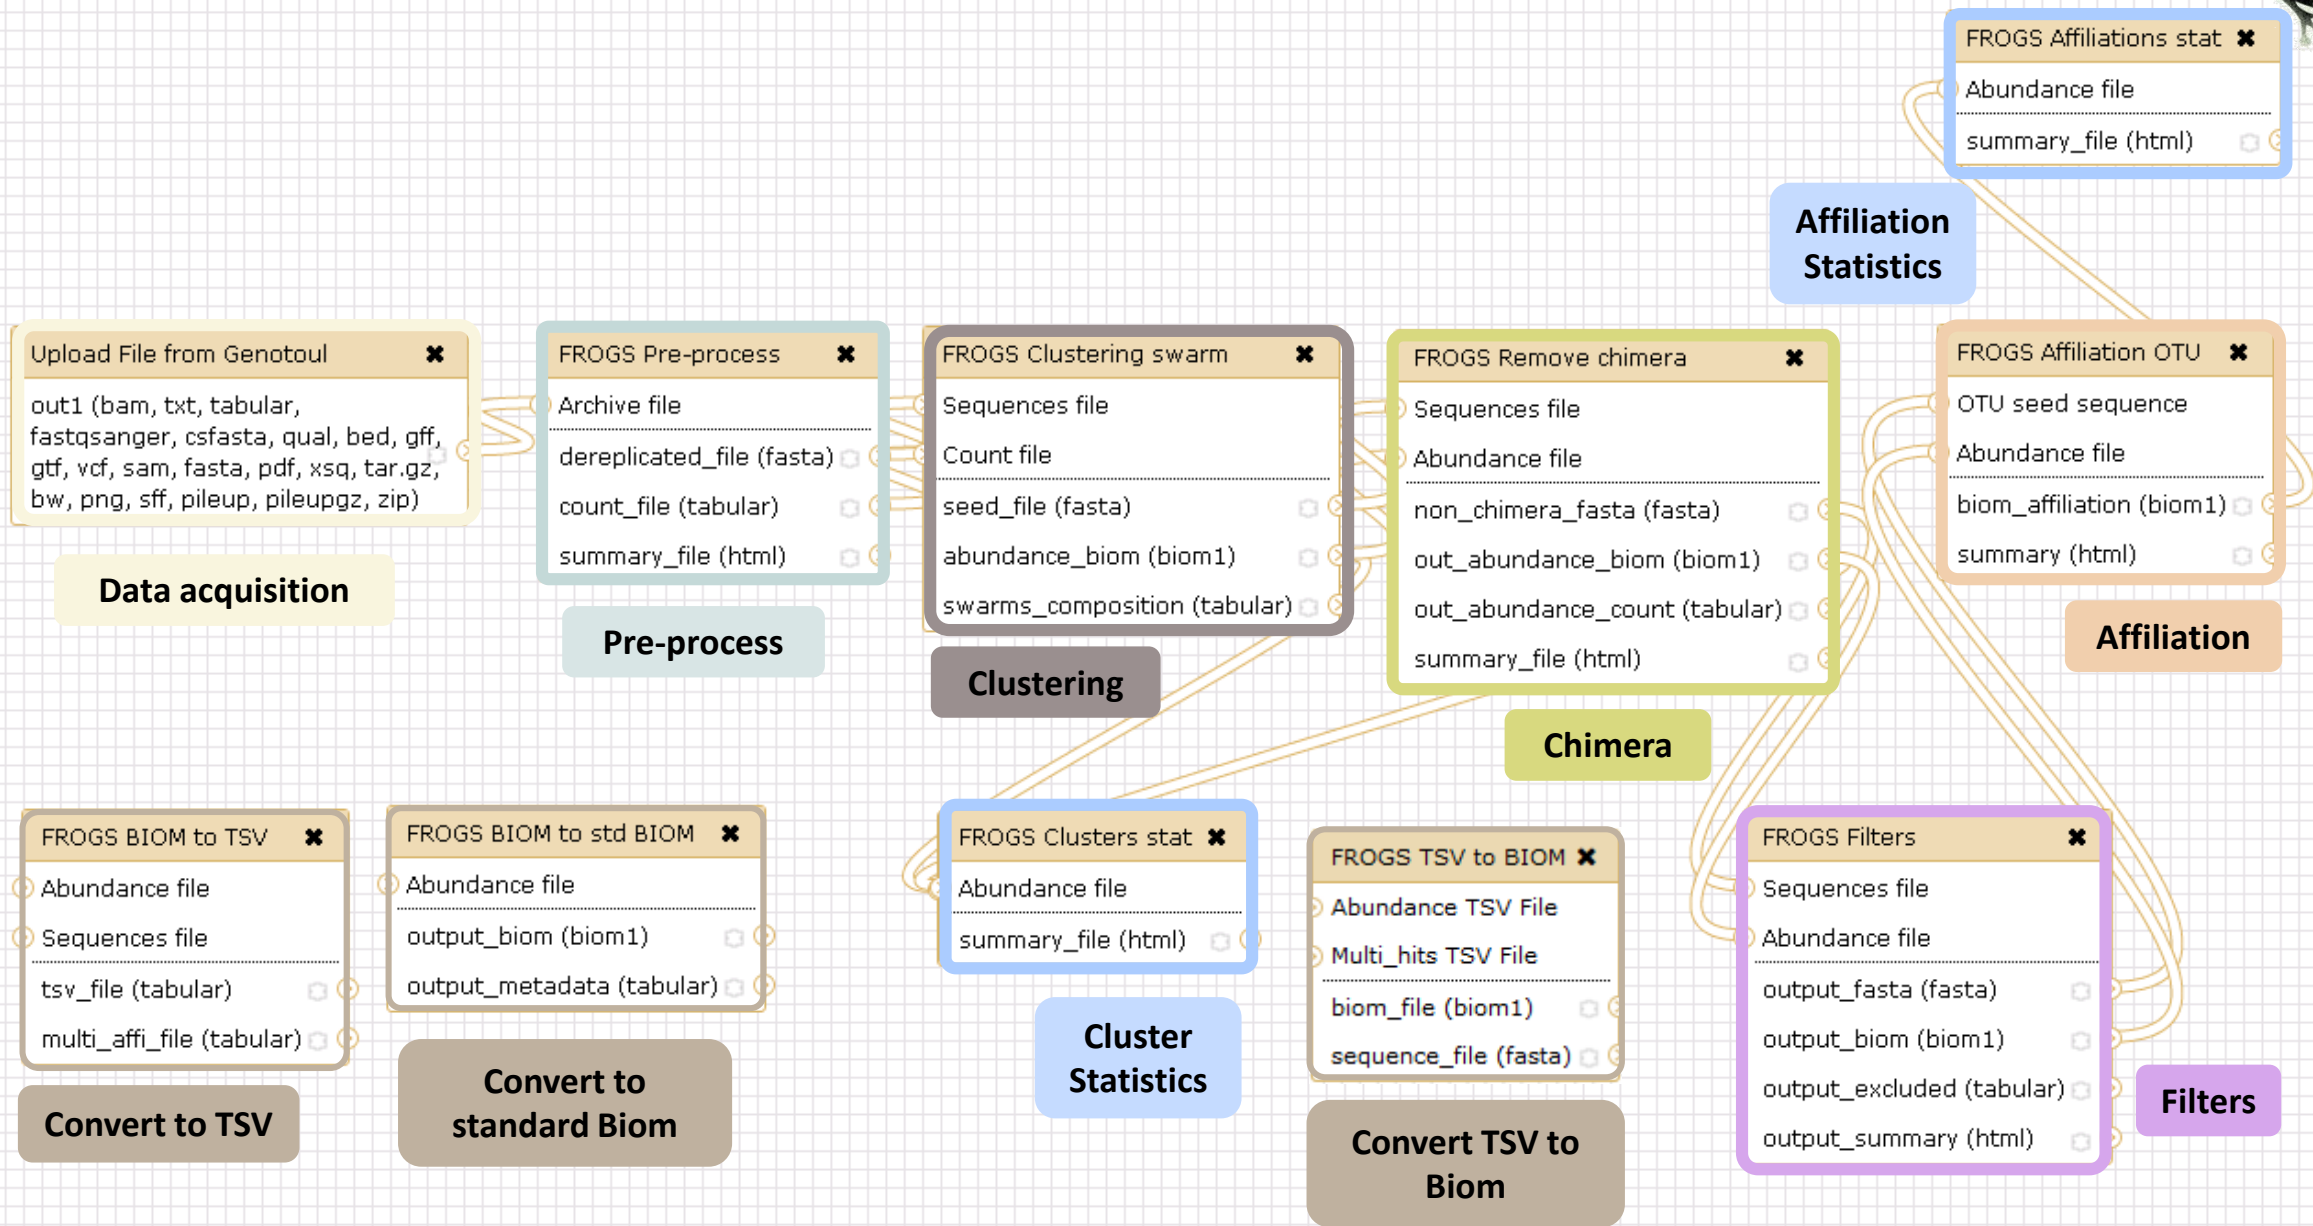 FROGS Affiliations stat ✖
Abundance file
summary_file (html)
Affiliation
Statistics
Upload File from Genotoul ✖
out1 (bam, txt, tabular,
fastqsanger, csfasta, qual, bed, gff,
gtf, vcf, sam, fasta, pdf, xsq, tar.gz,
bw, png, sff, pileup, pileupgz, zip)
Data acquisition
FROGS Pre-process ✖
Archive file
dereplicated_file (fasta)
count_file (tabular)
summary_file (html)
Pre-process
FROGS Clustering swarm ✖
Sequences file
Count file
seed_file (fasta)
abundance_biom (biom1)
swarms_composition (tabular)
Clustering
FROGS Remove chimera ✖
Sequences file
Abundance file
non_chimera_fasta (fasta)
out_abundance_biom (biom1)
out_abundance_count (tabular)
summary_file (html)
Chimera
FROGS Affiliation OTU ✖
OTU seed sequence
Abundance file
biom_affiliation (biom1)
summary (html)
Affiliation
FROGS BIOM to TSV ✖
Abundance file
Sequences file
tsv_file (tabular)
multi_affi_file (tabular)
Convert to TSV
FROGS BIOM to std BIOM ✖
Abundance file
output_biom (biom1)
output_metadata (tabular)
Convert to
standard Biom
FROGS Clusters stat ✖
Abundance file
summary_file (html)
Cluster
Statistics
FROGS TSV to BIOM ✖
Abundance TSV File
Multi_hits TSV File
biom_file (biom1)
sequence_file (fasta)
Convert TSV to
Biom
FROGS Filters ✖
Sequences file
Abundance file
output_fasta (fasta)
output_biom (biom1)
output_excluded (tabular)
output_summary (html)
Filters